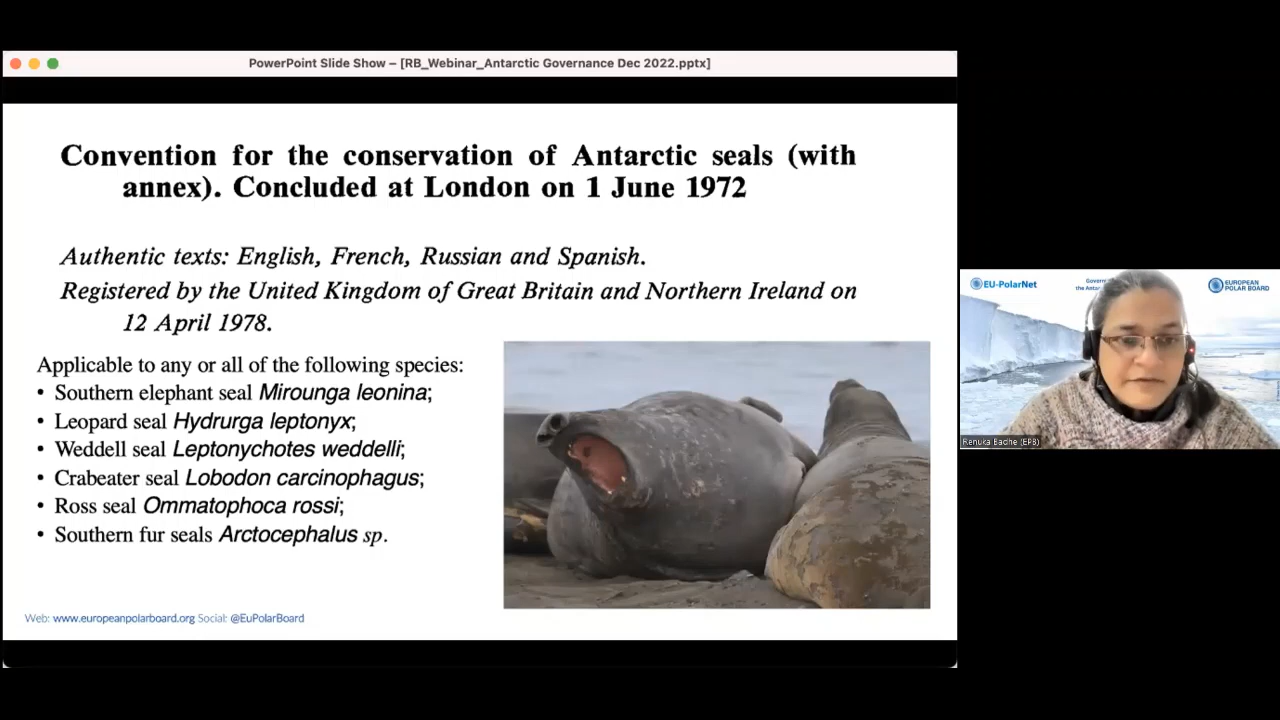 PowerPoint Slide Show – [RB_Webinar_Antarctic Governance Dec 2022.pptx]
Convention for the conservation of Antarctic seals (with
annex). Concluded at London on 1 June 1972
Authentic texts: English, French, Russian and Spanish.
Registered by the United Kingdom of Great Britain and Northern Ireland on
12 April 1978.
Applicable to any or all of the following species:
• Southern elephant seal Mirounga leonina;
• Leopard seal Hydrurga leptonyx;
• Weddell seal Leptonychotes weddelli;
• Crabeater seal Lobodon carcinophagus;
• Ross seal Ommatophoca rossi;
• Southern fur seals Arctocephalus sp.
Web: www.europeanpolarboard.org Social: @EuPolarBoard
EU-PolarNet
EUROPEAN
POLAR BOARD
Renuka Badhe (EPB)